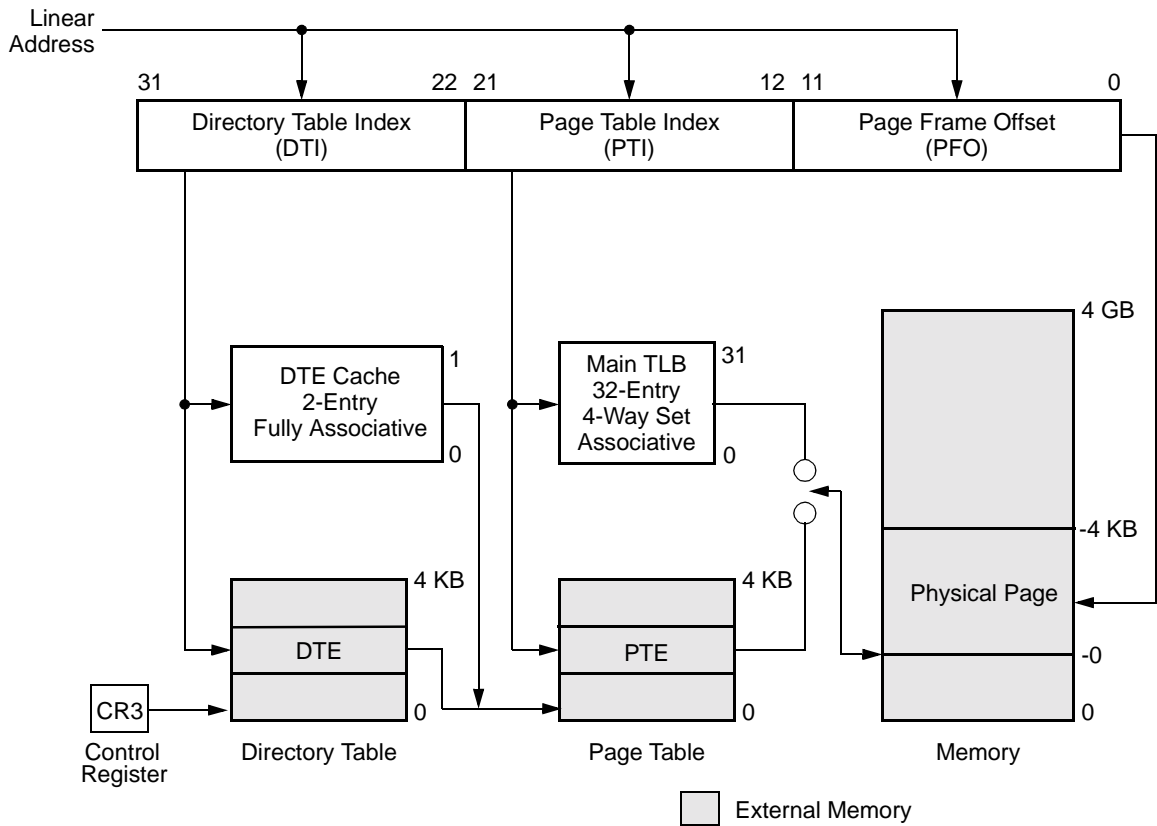 Linear
Address
31
22
21
12
11
0
Directory Table Index
(DTI)
Page Table Index
(PTI)
Page Frame Offset
(PFO)
4 GB
DTE Cache
2-Entry
Fully Associative
1
0
Main TLB
32-Entry
4-Way Set
Associative
31
0
-4 KB
Physical Page
-0
0
4 KB
DTE
0
4 KB
PTE
0
CR3
Control
Register
Directory Table
Page Table
Memory
External Memory